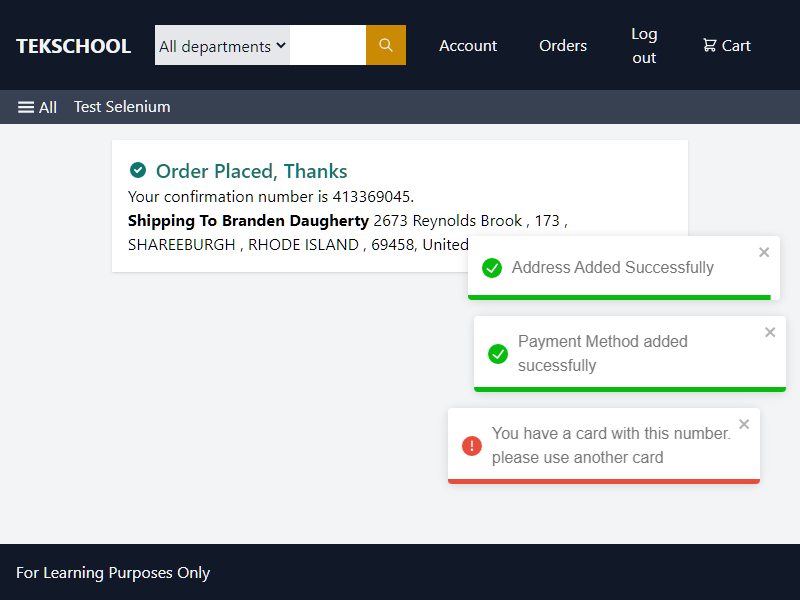 TEKSCHOOL
All departments
Account
Orders
Log
out
Cart
All
Test Selenium
Order Placed, Thanks
Your confirmation number is 413369045.
Shipping To Branden Daugherty 2673 Reynolds Brook , 173 ,
SHAREEBURGH , RHODE ISLAND , 69458, United
Address Added Successfully
Payment Method added
sucessfully
You have a card with this number.
please use another card
For Learning Purposes Only